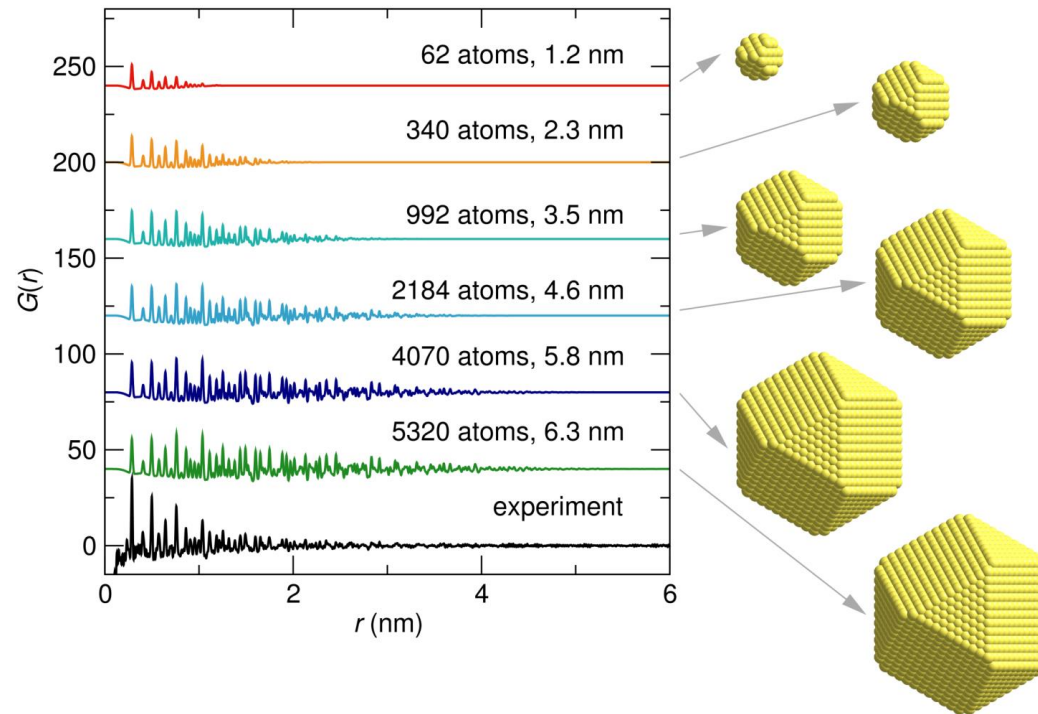 250
200
150
100
50
0
G(r)
62 atoms, 1.2 nm
340 atoms, 2.3 nm
992 atoms, 3.5 nm
2184 atoms, 4.6 nm
4070 atoms, 5.8 nm
5320 atoms, 6.3 nm
experiment
0 2 4 6
r (nm)